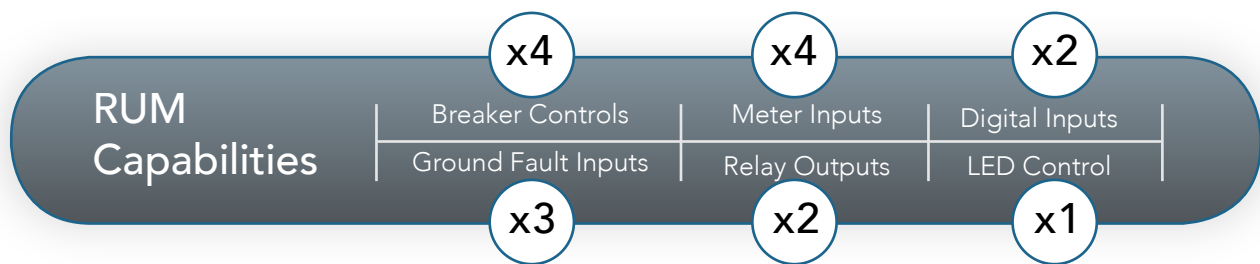 x4
x4
x2
RUM
Capabilities
Breaker Controls
Meter Inputs
Digital Inputs
Ground Fault Inputs
Relay Outputs
LED Control
x3
x2
x1